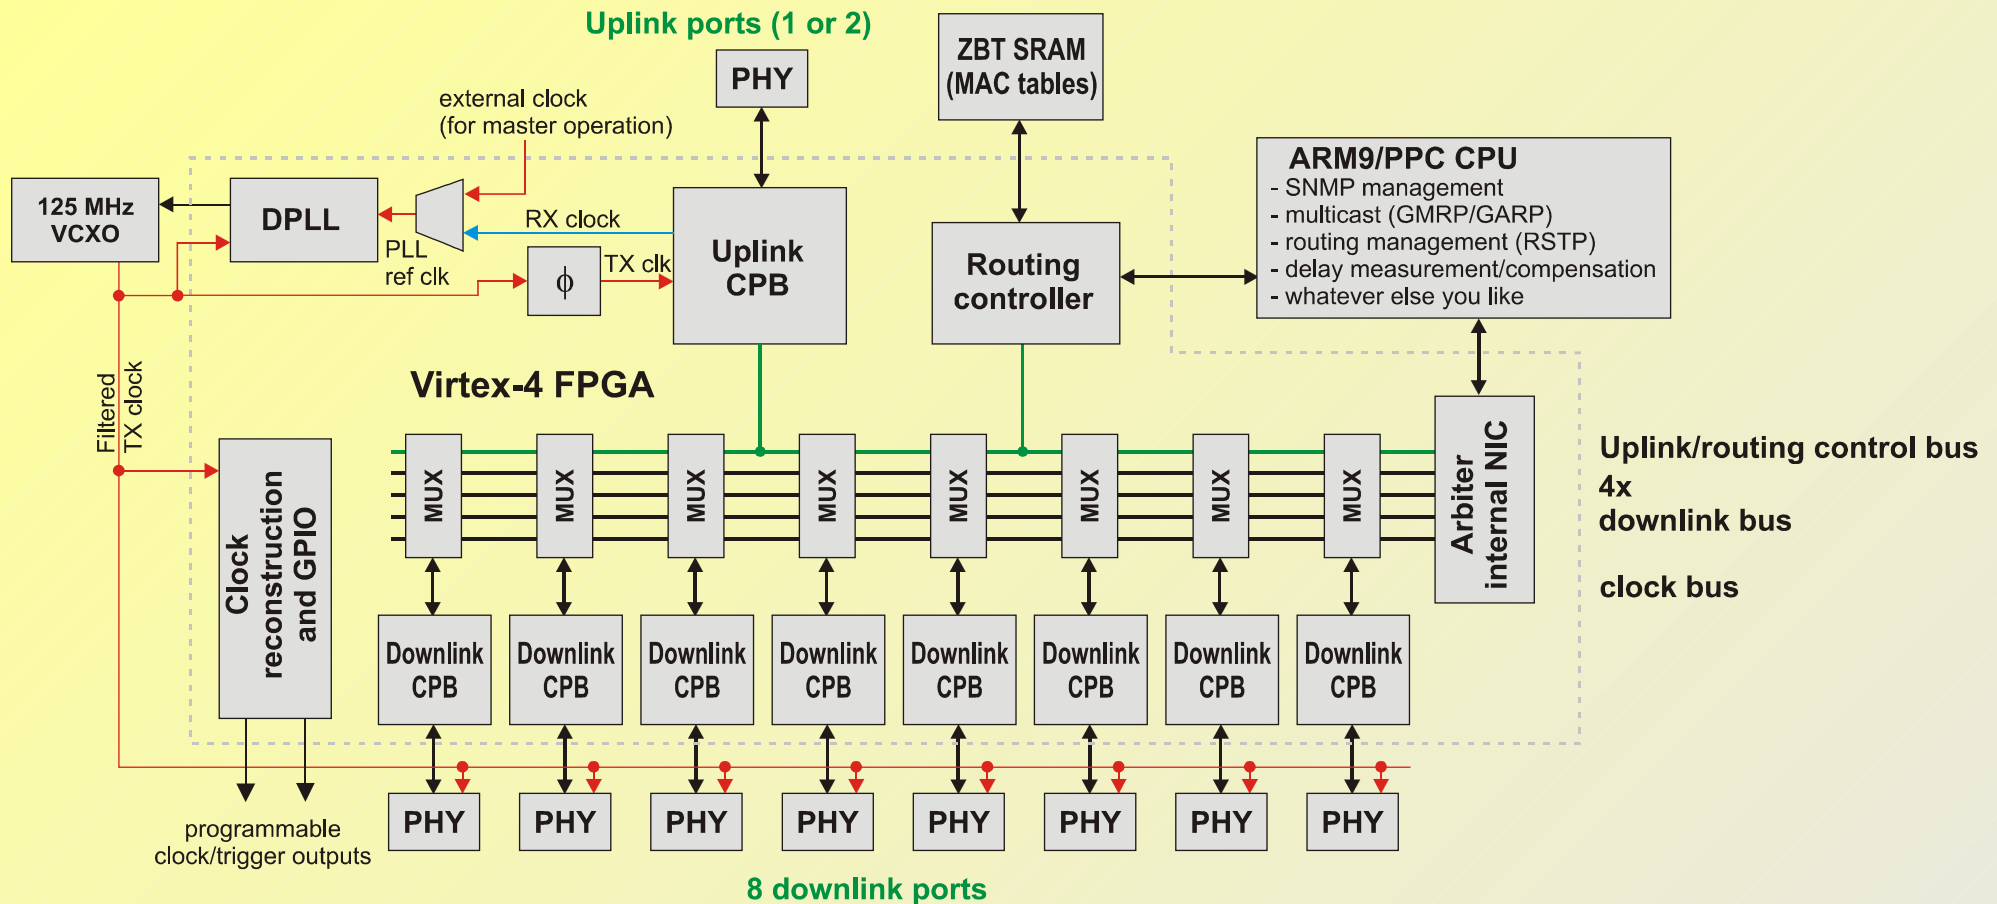 Uplink ports (1 or 2)
PHY
ZBT SRAM
(MAC tables)
external clock
(for master operation)
ARM9/PPC CPU
- SNMP management
- multicast (GMRP/GARP)
- routing management (RSTP)
- delay measurement/compensation
- whatever else you like
125 MHz
VCXO
DPLL
PLL
ref clk
RX clock
ϕ
TX clk
Uplink
CPB
Routing
controller
Filtered
TX clock
Virtex-4 FPGA
Clock
reconstruction
and GPIO
MUX
MUX
MUX
MUX
MUX
MUX
MUX
MUX
Arbiter
internal NIC
Uplink/routing control bus
4x
downlink bus
clock bus
Downlink
CPB
Downlink
CPB
Downlink
CPB
Downlink
CPB
Downlink
CPB
Downlink
CPB
Downlink
CPB
Downlink
CPB
PHY
PHY
PHY
PHY
PHY
PHY
PHY
PHY
programmable
clock/trigger outputs
8 downlink ports